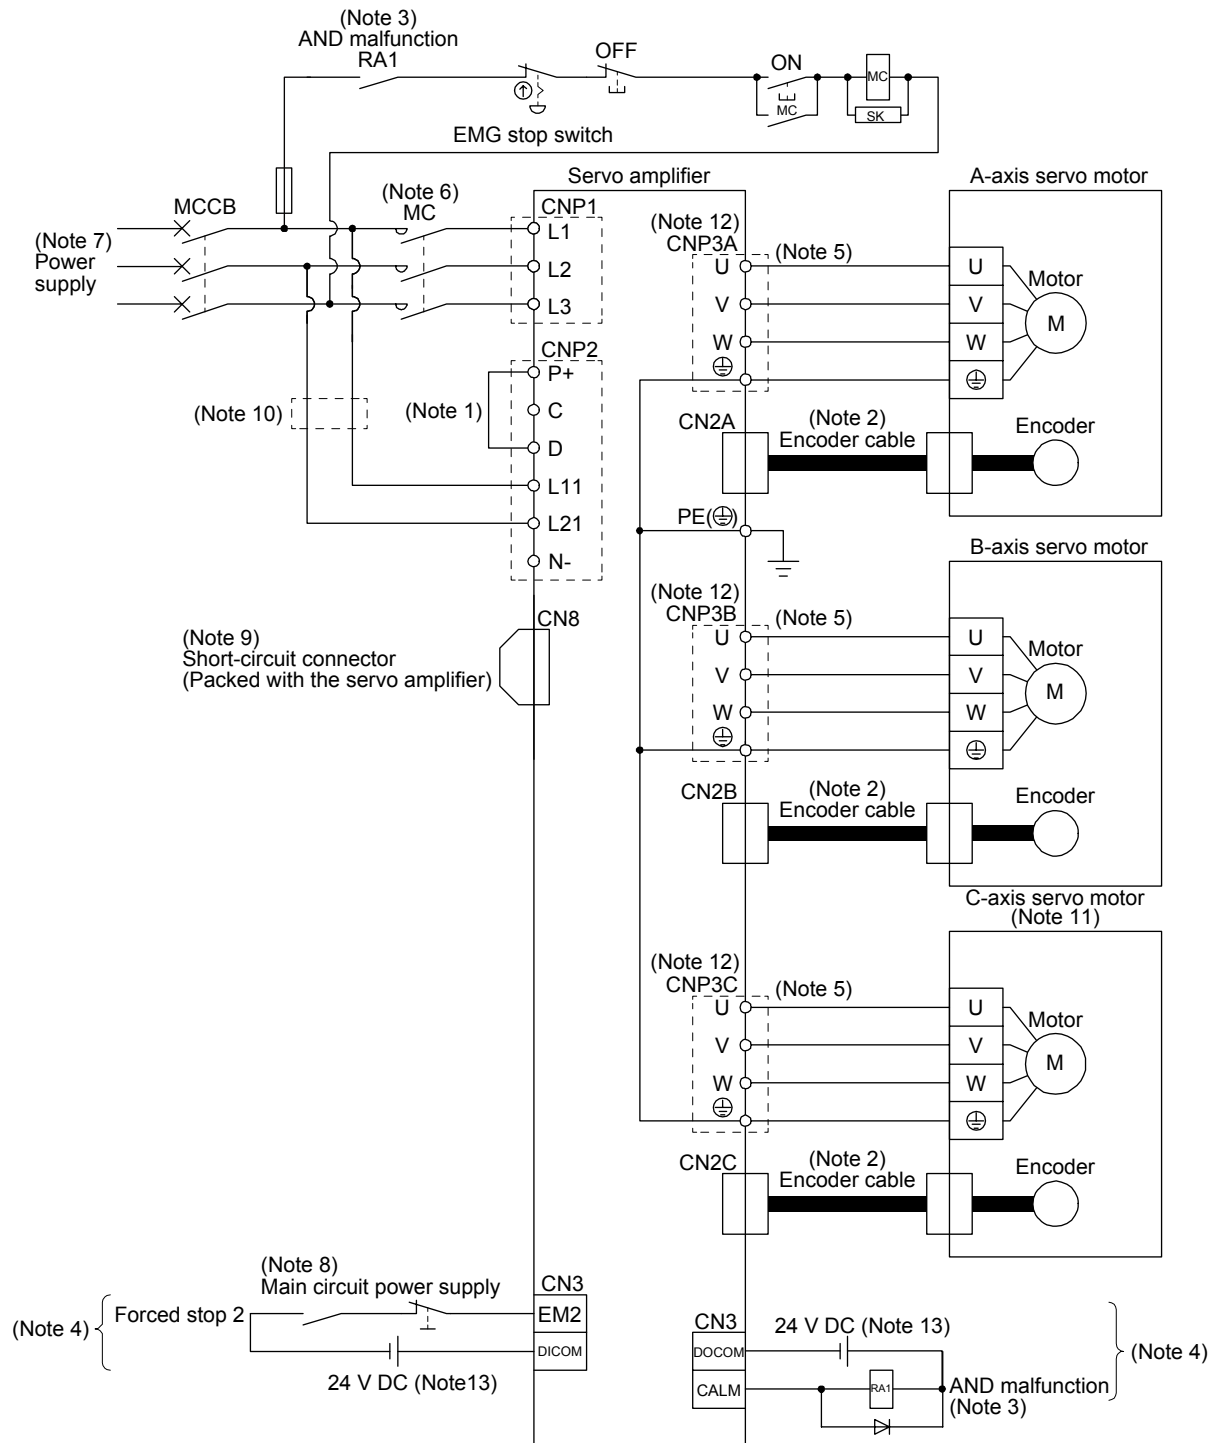 (Note 3)
AND malfunction
RA1
OFF
ON
MC
MC
SK
EMG stop switch
Servo amplifier
A-axis servo motor
MCCB
(Note 6)
MC
CNP1
(Note 7)
Power
supply
L1
L2
L3
(Note 12)
CNP3A
U
(Note 5)
U
Motor
V
V
M
W
W
CNP2
P+
(Note 10)
(Note 1)
C
D
L11
L21
N-
CN2A
(Note 2)
Encoder cable
Encoder
PE(⏚)
B-axis servo motor
(Note 12)
CNP3B
U
(Note 5)
U
Motor
V
V
M
W
W
CN8
(Note 9)
Short-circuit connector
(Packed with the servo amplifier)
CN2B
(Note 2)
Encoder cable
Encoder
C-axis servo motor
(Note 11)
(Note 12)
CNP3C
U
(Note 5)
U
Motor
V
V
M
W
W
CN2C
(Note 2)
Encoder cable
Encoder
(Note 8)
Main circuit power supply
CN3
(Note 4)
Forced stop 2
EM2
DICOM
24 V DC (Note13)
CN3
24 V DC (Note 13)
DOCOM
(Note 4)
CALM
RA1
AND malfunction
(Note 3)